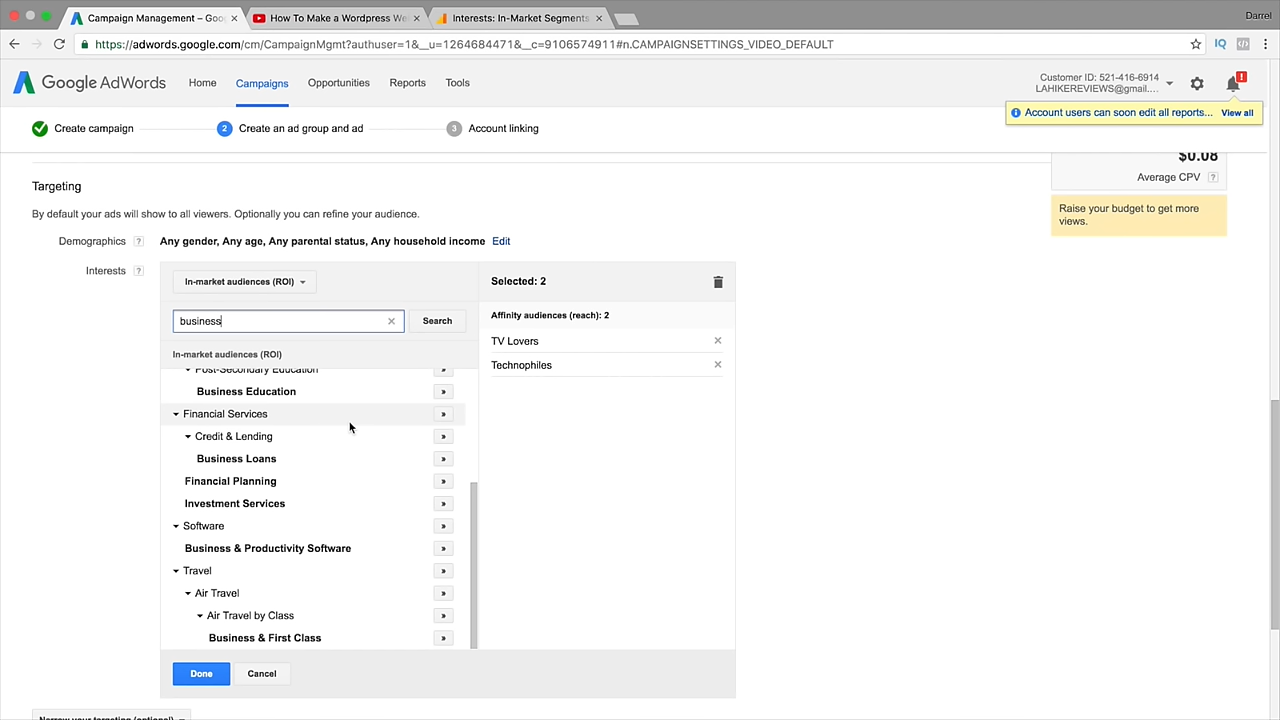 Campaign Management – Goo
How To Make a Wordpress We
Interests: In-Market Segments
Darrel
https://adwords.google.com/cm/CampaignMgmt?authuser=1&__u=1264684471&__c=9106574911#n.CAMPAIGNSETTINGS_VIDEO_DEFAULT
IQ
Google AdWords
Home
Campaigns
Opportunities
Reports
Tools
Customer ID: 521-416-6914
LAHIKEREVIEWS@gmail....
!
Account users can soon edit all reports... View all
Create campaign
2 Create an ad group and ad
3 Account linking
$0.08
Average CPV ?
Raise your budget to get more
views.
Targeting
By default your ads will show to all viewers. Optionally you can refine your audience.
Demographics ? Any gender, Any age, Any parental status, Any household income Edit
Interests ?
In-market audiences (ROI)
business
Search
In-market audiences (ROI)
Post-Secondary Education »
Business Education »
Financial Services »
Credit & Lending »
Business Loans »
Financial Planning »
Investment Services »
Software »
Business & Productivity Software »
Travel »
Air Travel »
Air Travel by Class »
Business & First Class »
Selected: 2
Affinity audiences (reach): 2
TV Lovers
Technophiles
Done
Cancel
Narrow your targeting (optional)